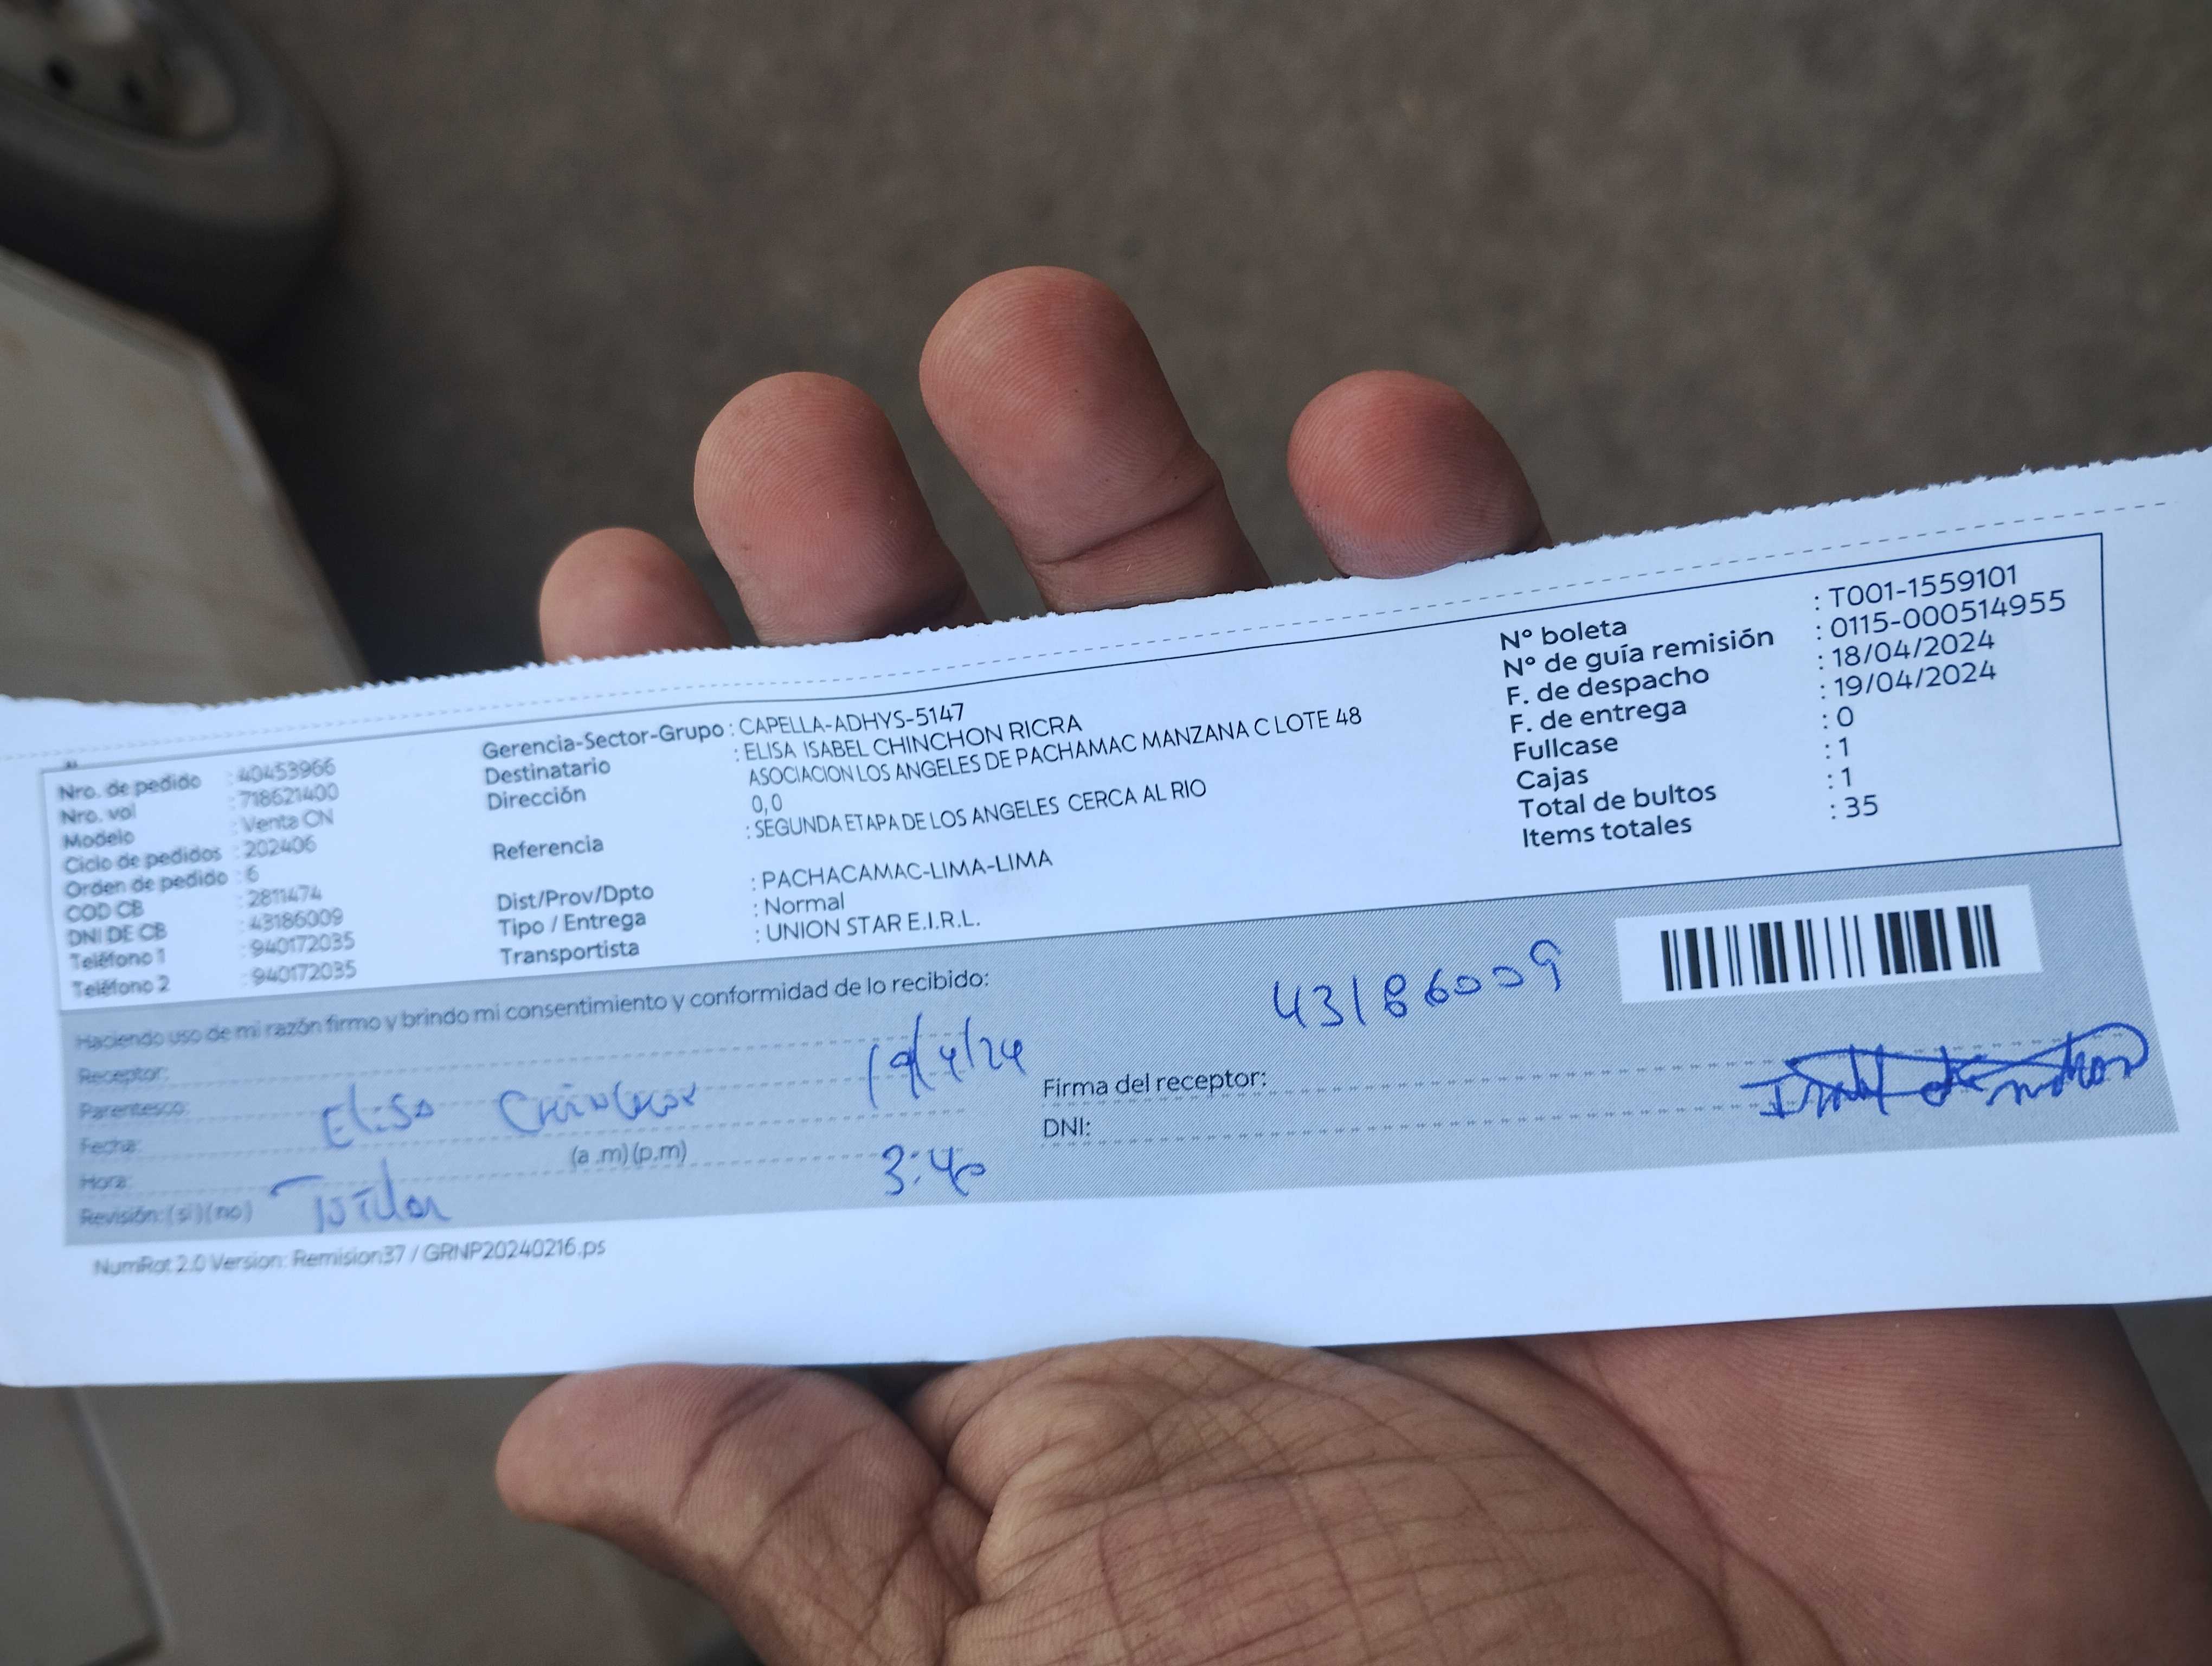 Nro. de pedido : 40453966
Nro. vol : 718621400
Modelo : Venta CN
Ciclo de pedidos : 202406
Orden de pedido : 6
COD CB : 2811474
DNI DE CB : 43186009
Teléfono 1 : 940172035
Teléfono 2 : 940172035
Gerencia-Sector-Grupo : CAPELLA-ADHYS-5147
Destinatario : ELISA ISABEL CHINCHON RICRA
Dirección ASOCIACION LOS ANGELES DE PACHAMAC MANZANA C LOTE 48
0,0
Referencia : SEGUNDA ETAPA DE LOS ANGELES CERCA AL RIO
Dist/Prov/Dpto : PACHACAMAC-LIMA-LIMA
Tipo / Entrega : Normal
Transportista : UNION STAR E.I.R.L.
N° boleta : T001-1559101
N° de guía remisión : 0115-000514955
F. de despacho : 18/04/2024
F. de entrega : 19/04/2024
Fullcase : 0
Cajas : 1
Total de bultos : 1
Items totales : 35
Haciendo uso de mi razón firmo y brindo mi consentimiento y conformidad de lo recibido:
Receptor:
Parentesco: Elisa Chinchon 19/4/24
Fecha:
Hora: (a.m) (p.m) 3:40
Revisión: (si) (no) Titular
43186009
Firma del receptor:
DNI:
NumRot 2.0 Version: Remision37 / GRNP20240216.ps